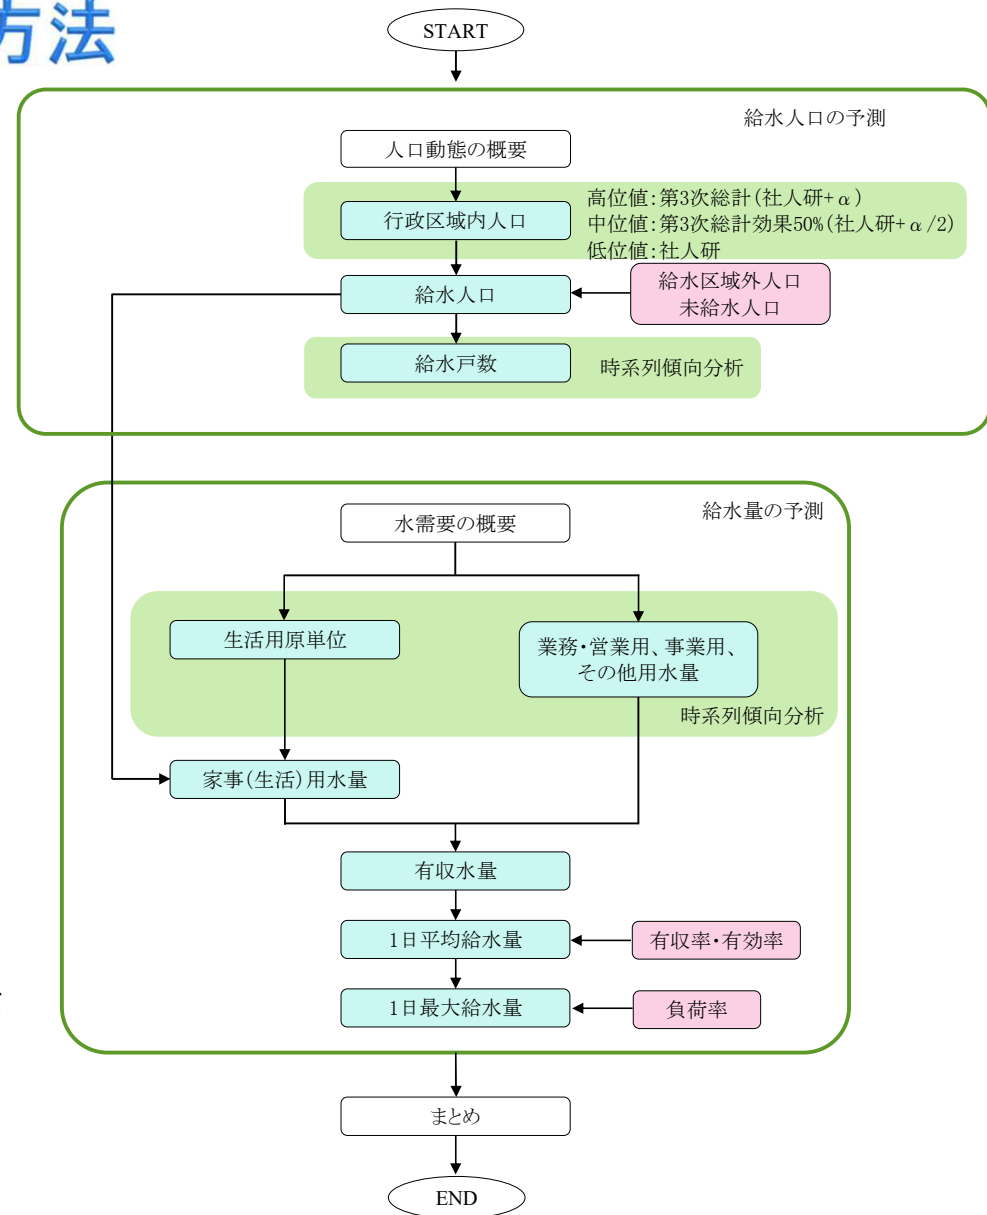 方法
START
給水人口の予測
人口動態の概要
行政区域内人口
高位値:第3次総計(社人研+α)
中位値:第3次総計効果50%(社人研+α/2)
低位値:社人研
給水人口
給水区域外人口
未給水人口
給水戸数
時系列傾向分析
給水量の予測
水需要の概要
生活用原単位
業務・営業用、事業用、
その他用水量
時系列傾向分析
家事(生活)用水量
有収水量
1日平均給水量
有収率・有効率
1日最大給水量
負荷率
まとめ
END